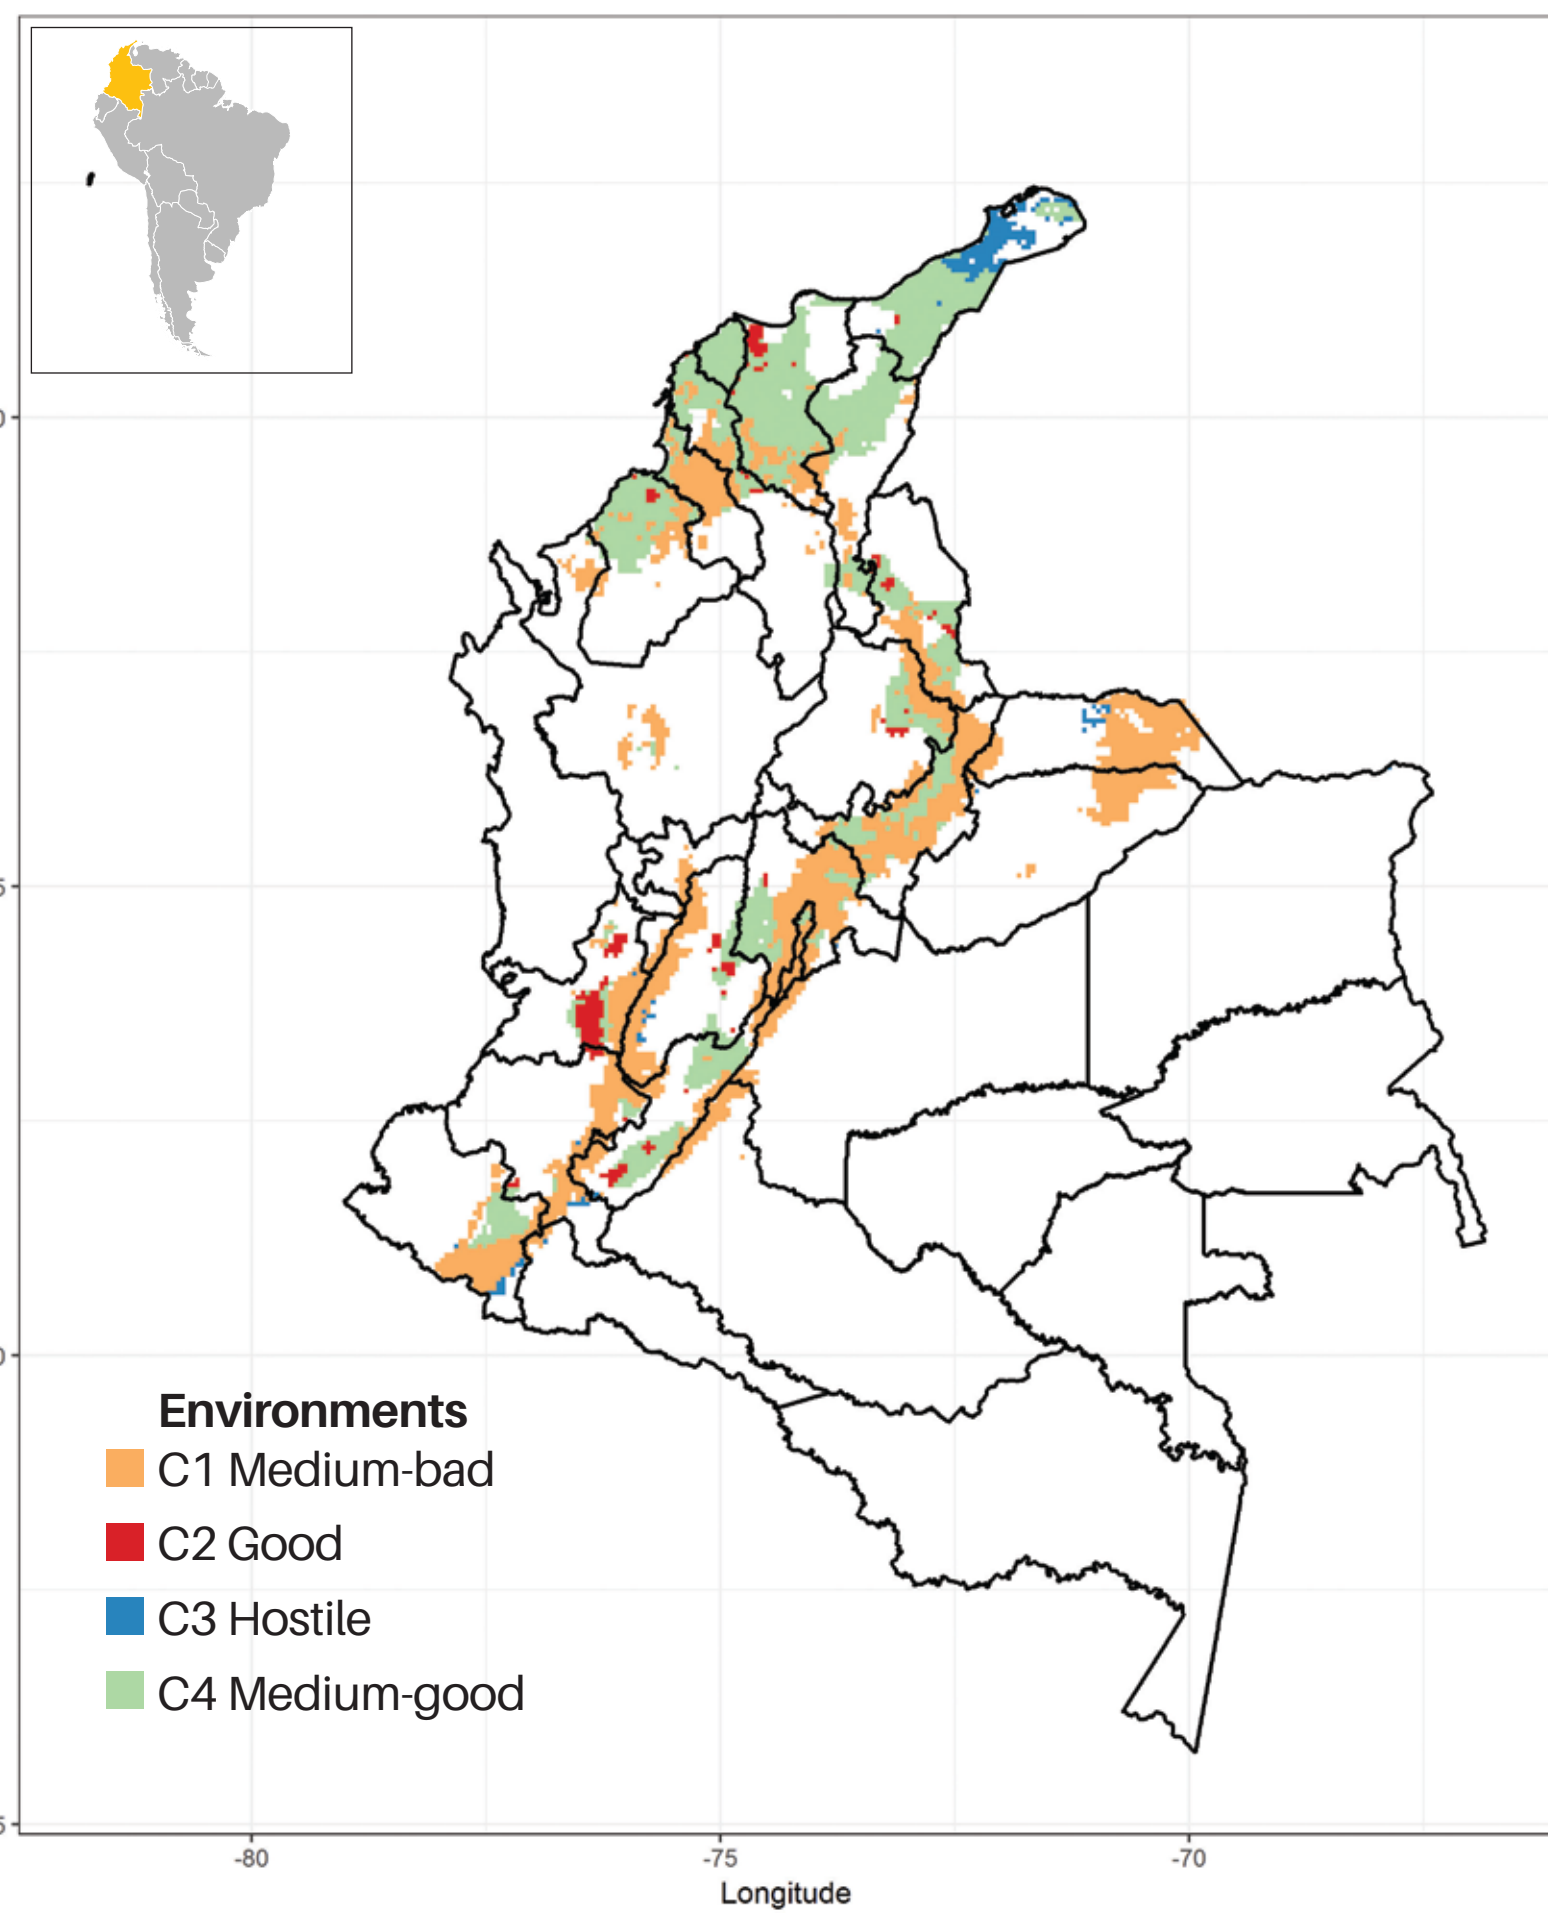 Environments
C1 Medium-bad
C2 Good
C3 Hostile
C4 Medium-good
-80
-75
-70
Longitude